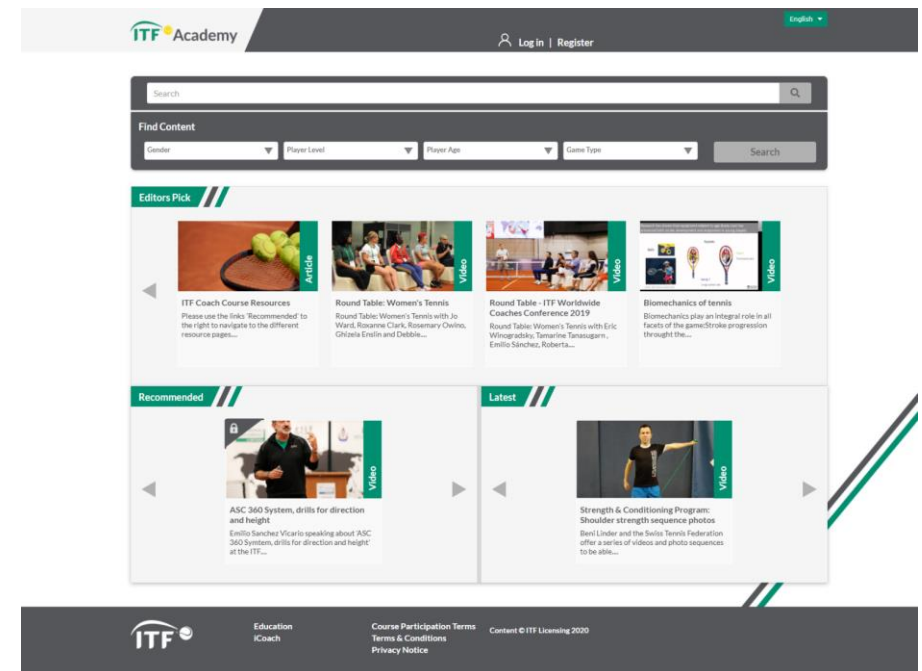 English
ITF Academy
Log in | Register
Search
Find Content
Gender
Player Level
Player Age
Game Type
Search
Editors Pick
Article
Video
Video
Video
ITF Coach Course Resources
Please use the links 'Recommended' to
the right to navigate to the different
resource pages....
Round Table: Women's Tennis
Round Table: Women's Tennis with Jo
Ward, Roxanne Clark, Rosemary Owino,
Ghizela Enslin and Debbie....
Round Table - ITF Worldwide
Coaches Conference 2019
Round Table: Women's Tennis with Eric
Winogradsky, Tamarine Tanasugarn ,
Emilio Sánchez, Roberta....
Biomechanics of tennis
Biomechanics play an integral role in all
facets of the game:Stroke progression
throught the....
Recommended
Video
ASC 360 System, drills for direction
and height
Emilio Sanchez Vicario speaking about 'ASC
360 Symtem, drills for direction and height'
at the ITF....
Latest
Video
Strength & Conditioning Program:
Shoulder strength sequence photos
Beni Linder and the Swiss Tennis Federation
offer a series of videos and photo sequences
to be able....
ITF
Education
iCoach
Course Participation Terms
Terms & Conditions
Privacy Notice
Content © ITF Licensing 2020